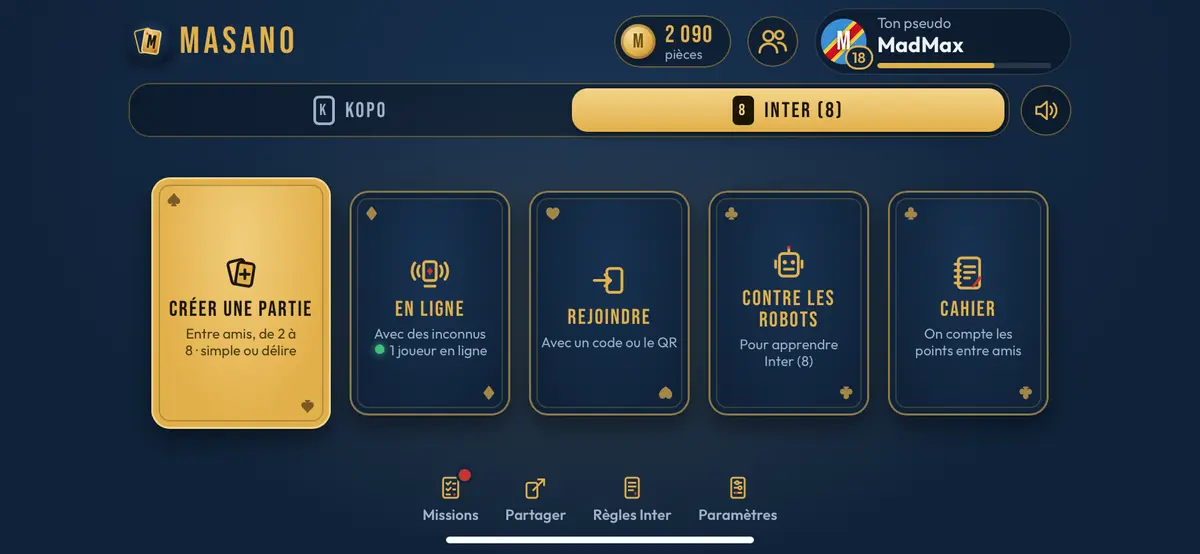 M
MASANO
M
2 090
pièces
M
18
Ton pseudo
MadMax
K
KOPO
8
INTER (8)
CRÉER UNE PARTIE
Entre amis, de 2 à
8 · simple ou délire
EN LIGNE
Avec des inconnus
1 joueur en ligne
REJOINDRE
Avec un code ou le QR
CONTRE LES
ROBOTS
Pour apprendre
Inter (8)
CAHIER
On compte les
points entre amis
Missions
Partager
Règles Inter
Paramètres